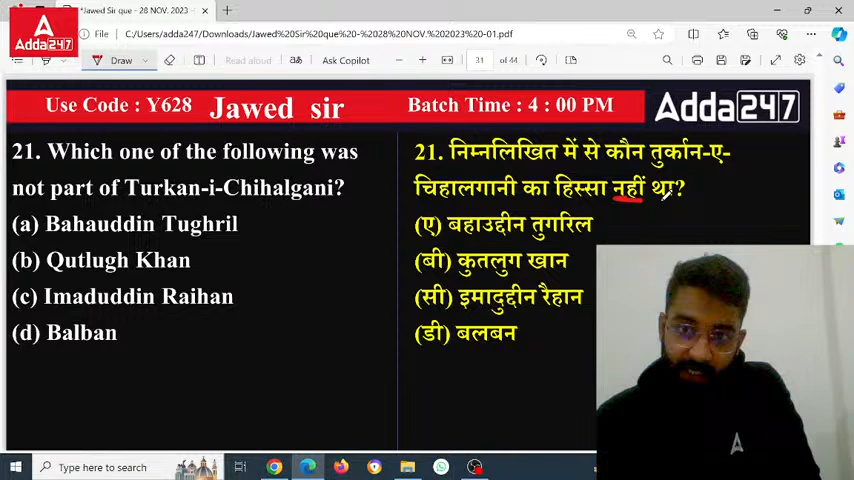 *Jawed Sir que - 28 NOV. 2023
File
C:/Users/adda247/Downloads/Jawed%20Sir%20que%20-%2028%20NOV.%202023%20-01.pdf
Adda247
Draw
Read aloud
Ask Copilot
31
of 44
Use Code : Y628
Jawed sir
Batch Time : 4 : 00 PM
Adda247
21. Which one of the following was
not part of Turkan-i-Chihalgani?
(a) Bahauddin Tughril
(b) Qutlugh Khan
(c) Imaduddin Raihan
(d) Balban
21. निम्नलिखित में से कौन तुर्कान-ए-
चिहालगानी का हिस्सा नहीं था?
(ए) बहाउद्दीन तुगरिल
(बी) कुतलुग खान
(सी) इमादुद्दीन रैहान
(डी) बलबन
Type here to search